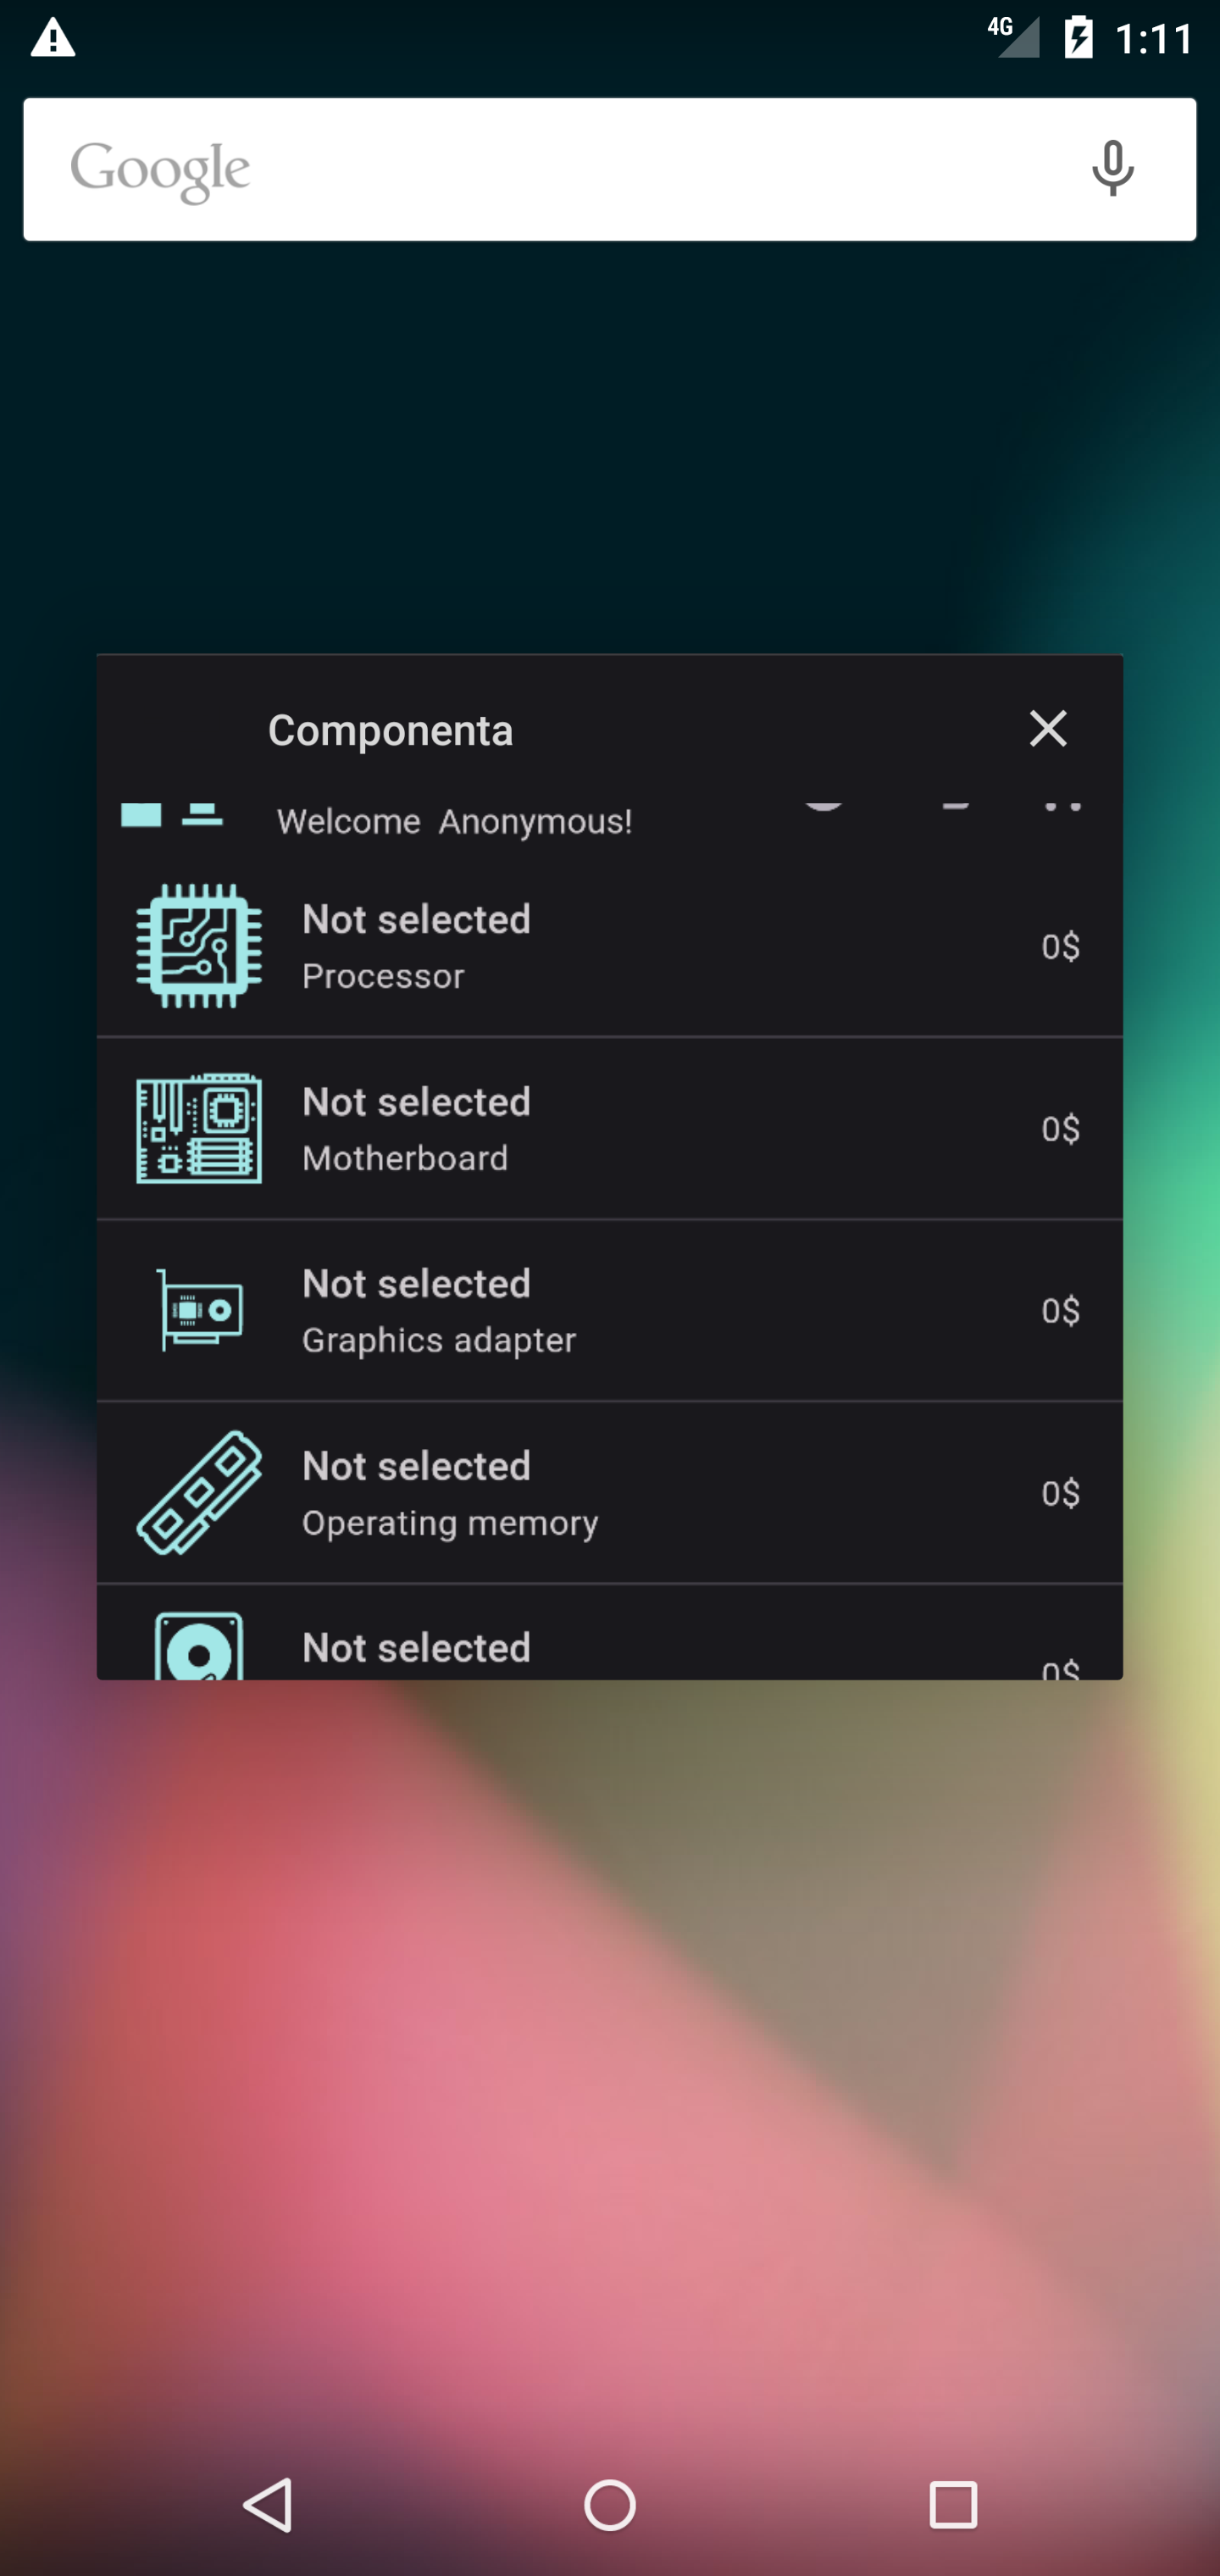 4G 1:11
Google
Componenta
Welcome Anonymous!
Not selected
Processor
0$
Not selected
Motherboard
0$
Not selected
Graphics adapter
0$
Not selected
Operating memory
0$
Not selected
0$